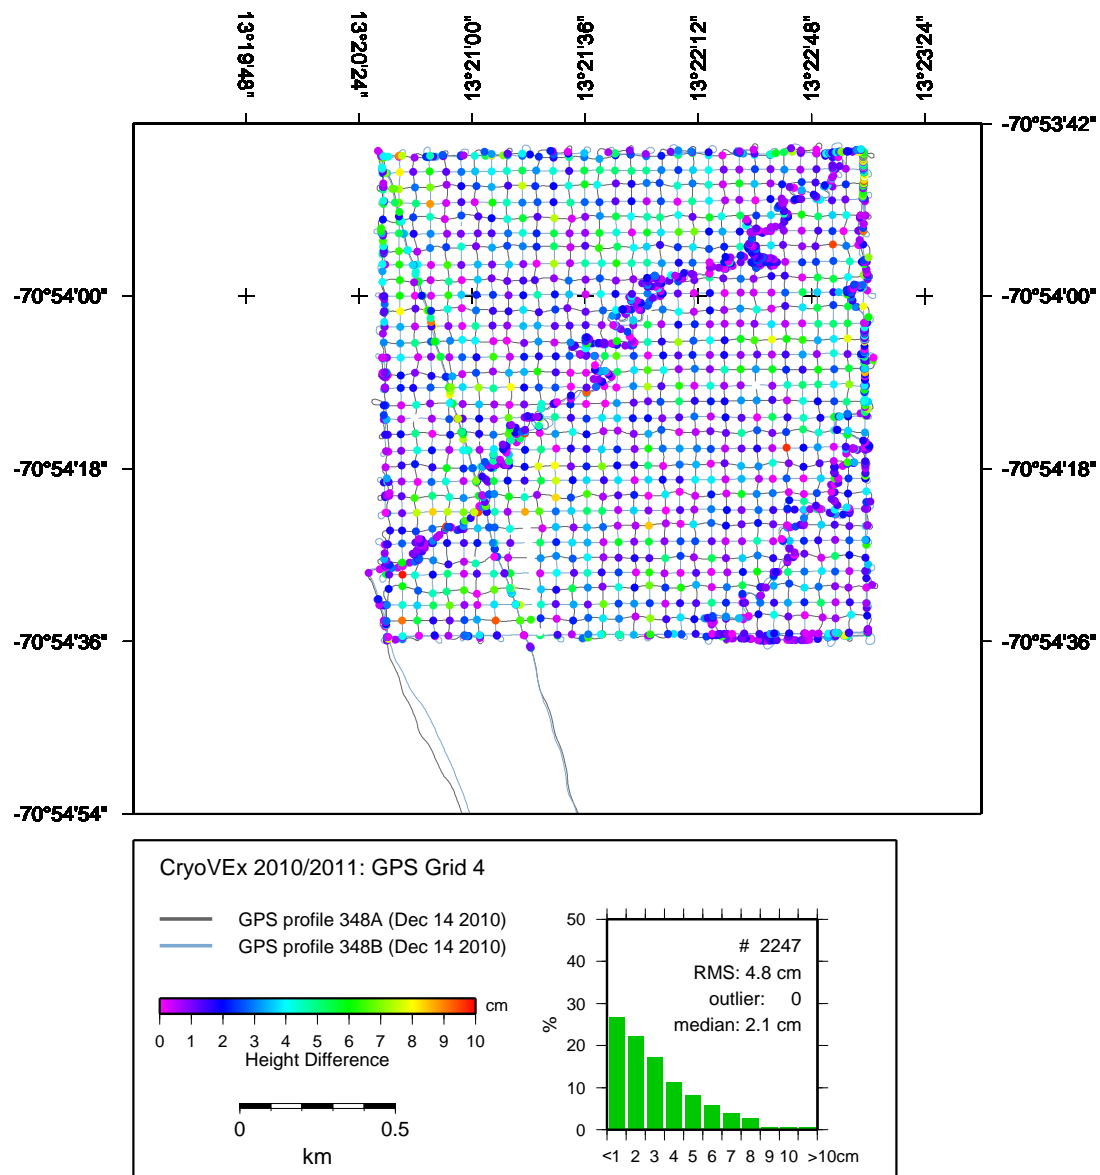 13°19'48"
13°20'24"
13°21'00"
13°21'36"
13°22'12"
13°22'48"
13°23'24"
-70°53'42"
-70°54'00" -70°54'00"
-70°54'18" -70°54'18"
-70°54'36" -70°54'36"
-70°54'54"
CryoVEx 2010/2011: GPS Grid 4
GPS profile 348A (Dec 14 2010)
GPS profile 348B (Dec 14 2010)
cm
0 1 2 3 4 5 6 7 8 9 10
Height Difference
0 0.5
km
50
40
30
20
10
0
%
# 2247
RMS: 4.8 cm
outlier: 0
median: 2.1 cm
<1 2 3 4 5 6 7 8 9 10 >10cm